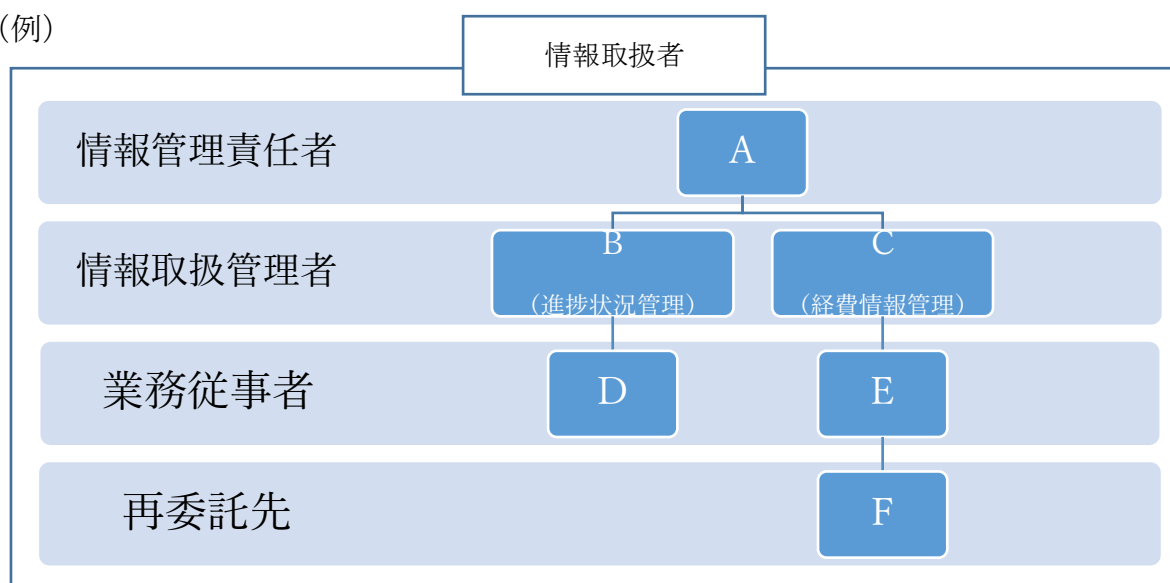 （例）
情報取扱者
情報管理責任者
A
情報取扱管理者
B
（進捗状況管理）
C
（経費情報管理）
業務従事者
D
E
再委託先
F